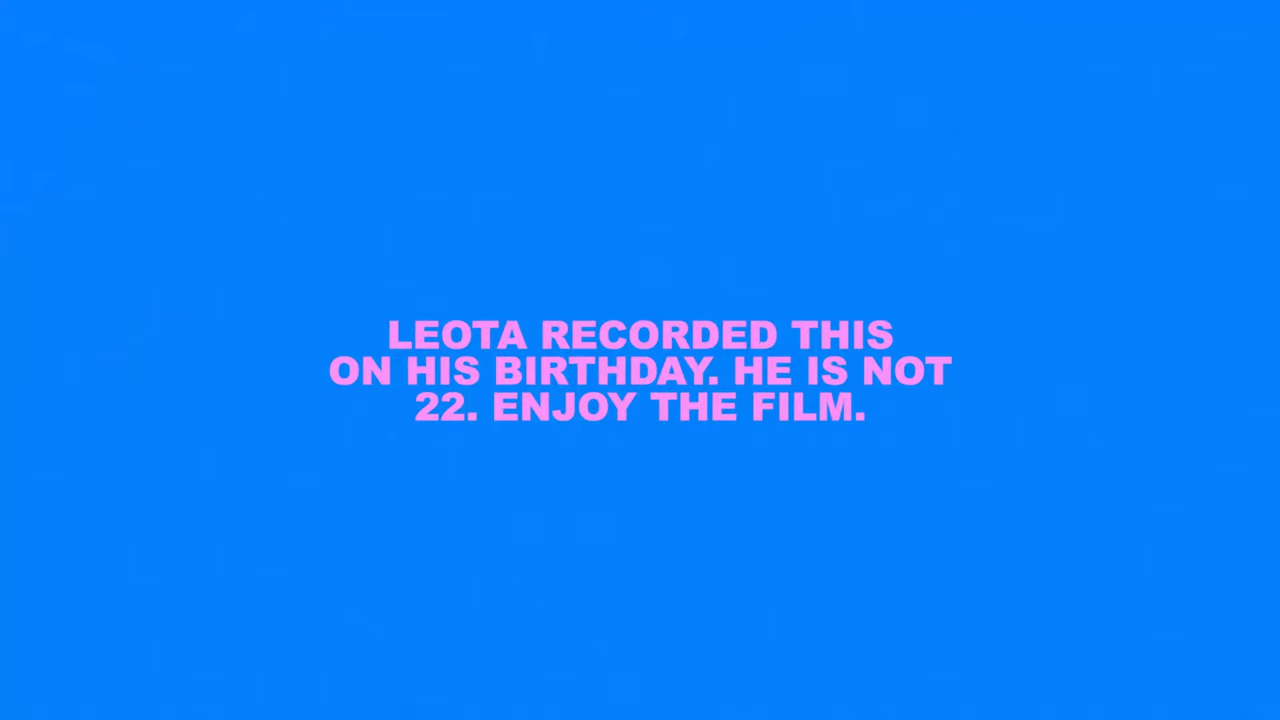 LEOTA RECORDED THIS
ON HIS BIRTHDAY. HE IS NOT
22. ENJOY THE FILM.